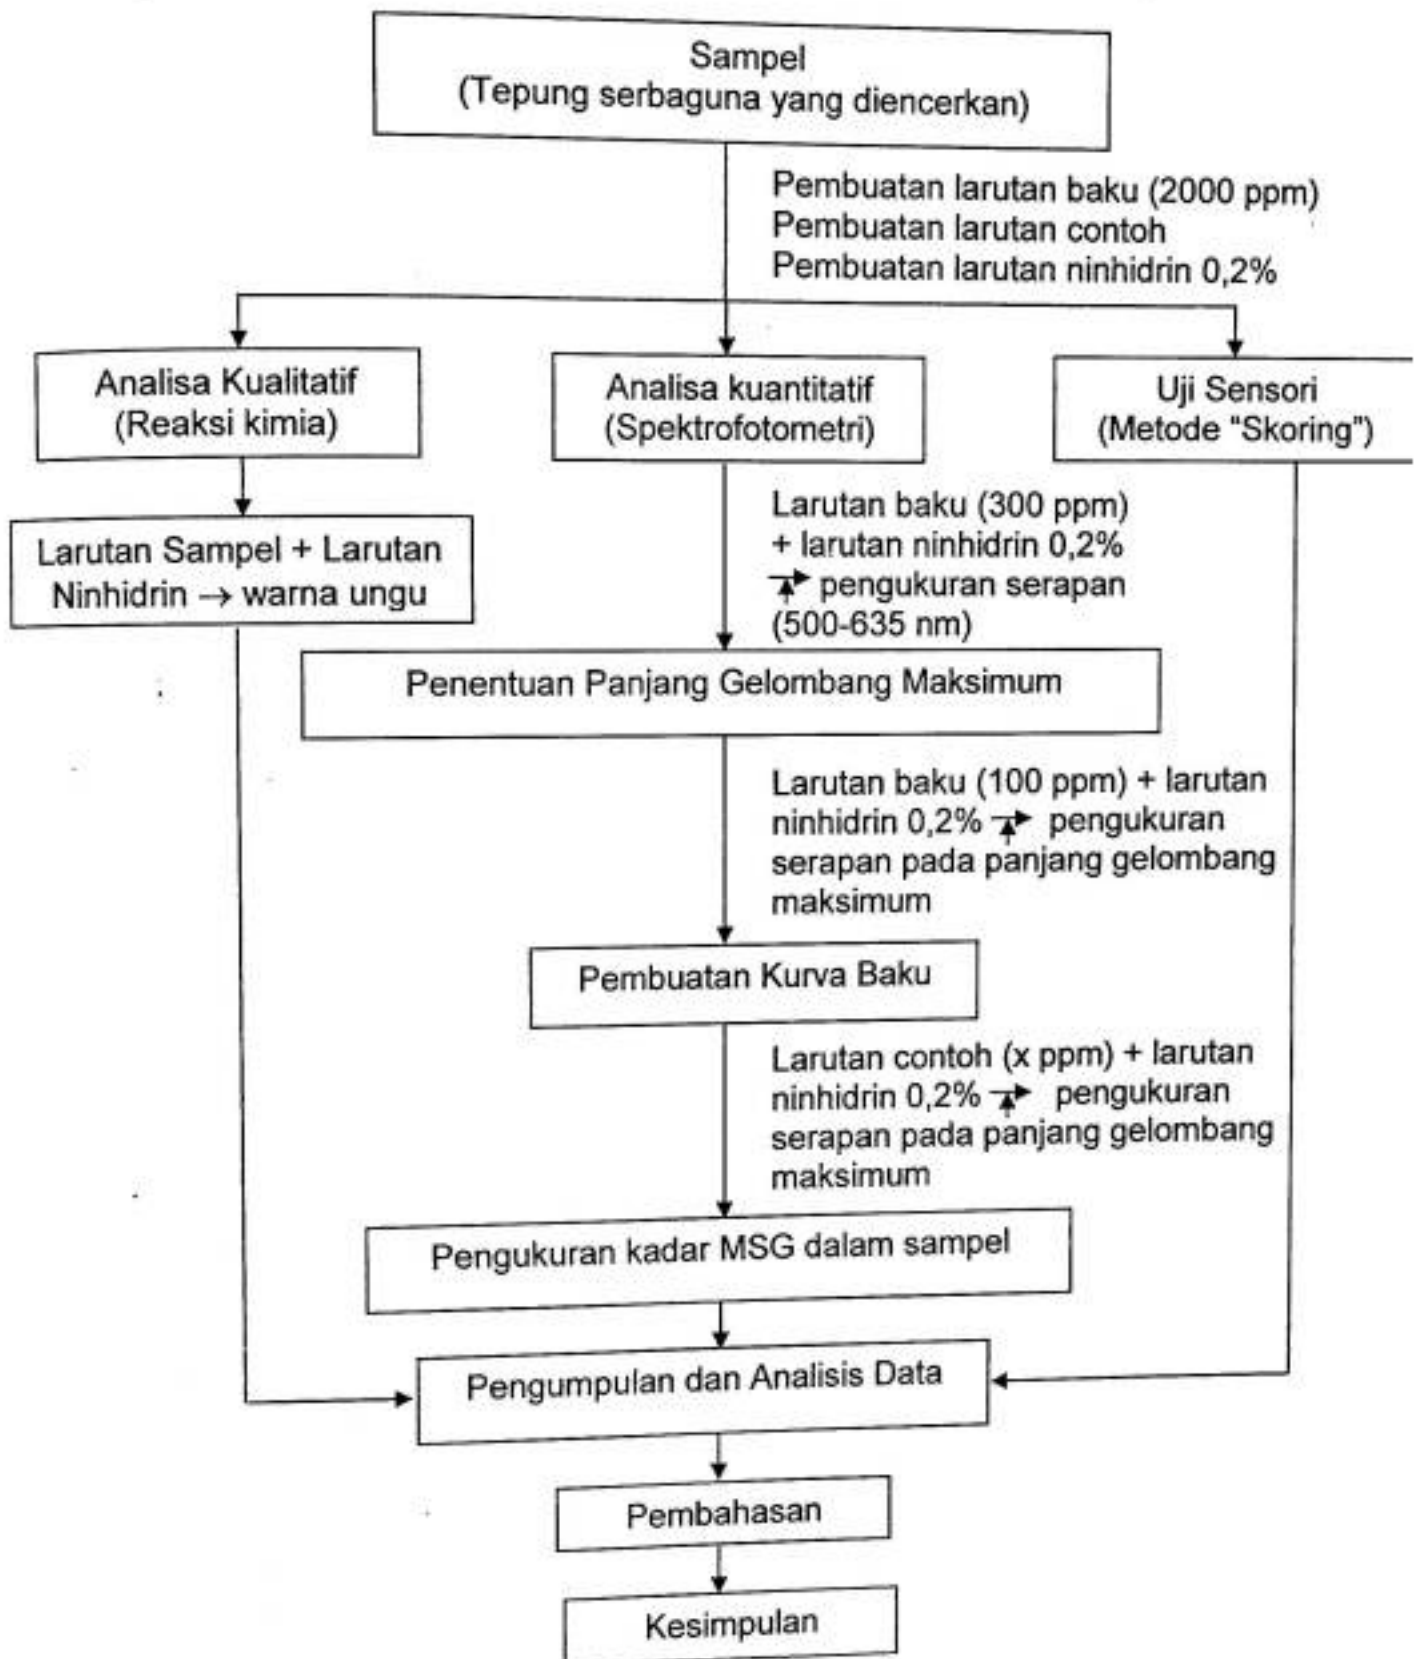 Sampel
(Tepung serbaguna yang diencerkan)
Pembuatan larutan baku (2000 ppm)
Pembuatan larutan contoh
Pembuatan larutan ninhidrin 0,2%
Analisa Kualitatif
(Reaksi kimia)
Analisa kuantitatif
(Spektrofotometri)
Uji Sensori
(Metode “Skoring”)
Larutan Sampel + Larutan
Ninhidrin → warna ungu
Larutan baku (300 ppm)
+ larutan ninhidrin 0,2%
pengukuran serapan
(500-635 nm)
Penentuan Panjang Gelombang Maksimum
Larutan baku (100 ppm) + larutan
ninhidrin 0,2% pengukuran
serapan pada panjang gelombang
maksimum
Pembuatan Kurva Baku
Larutan contoh (x ppm) + larutan
ninhidrin 0,2% pengukuran
serapan pada panjang gelombang
maksimum
Pengukuran kadar MSG dalam sampel
Pengumpulan dan Analisis Data
Pembahasan
Kesimpulan